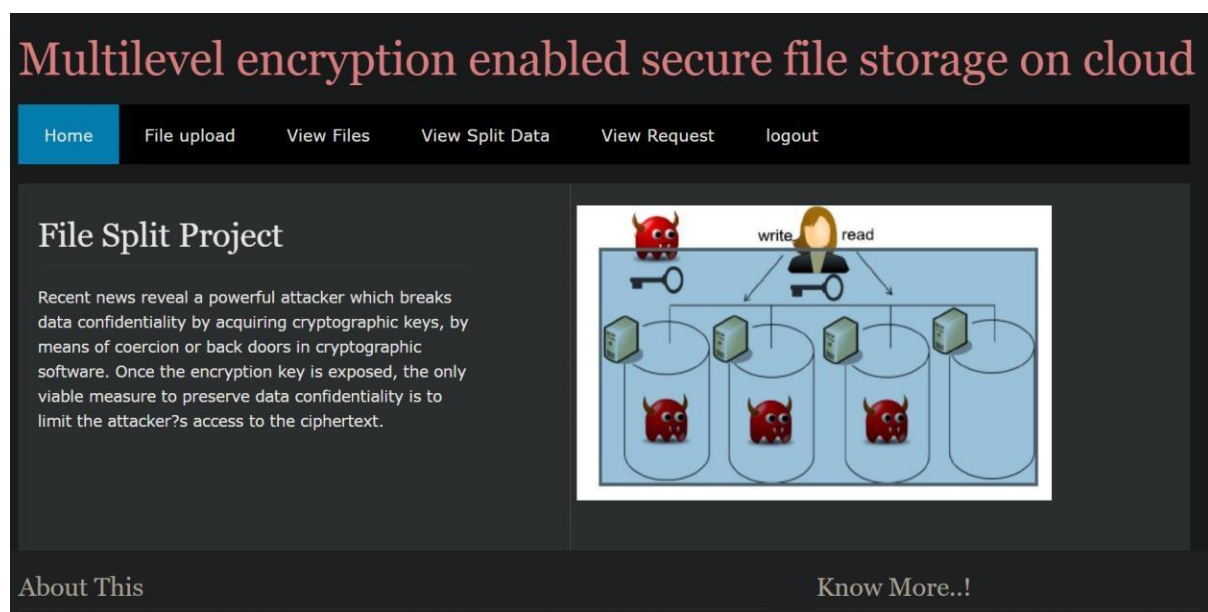 Multilevel encryption enabled secure file storage on cloud
Home File upload View Files View Split Data View Request logout
File Split Project
Recent news reveal a powerful attacker which breaks
data confidentiality by acquiring cryptographic keys, by
means of coercion or back doors in cryptographic
software. Once the encryption key is exposed, the only
viable measure to preserve data confidentiality is to
limit the attacker?s access to the ciphertext.
write read
About This
Know More..!